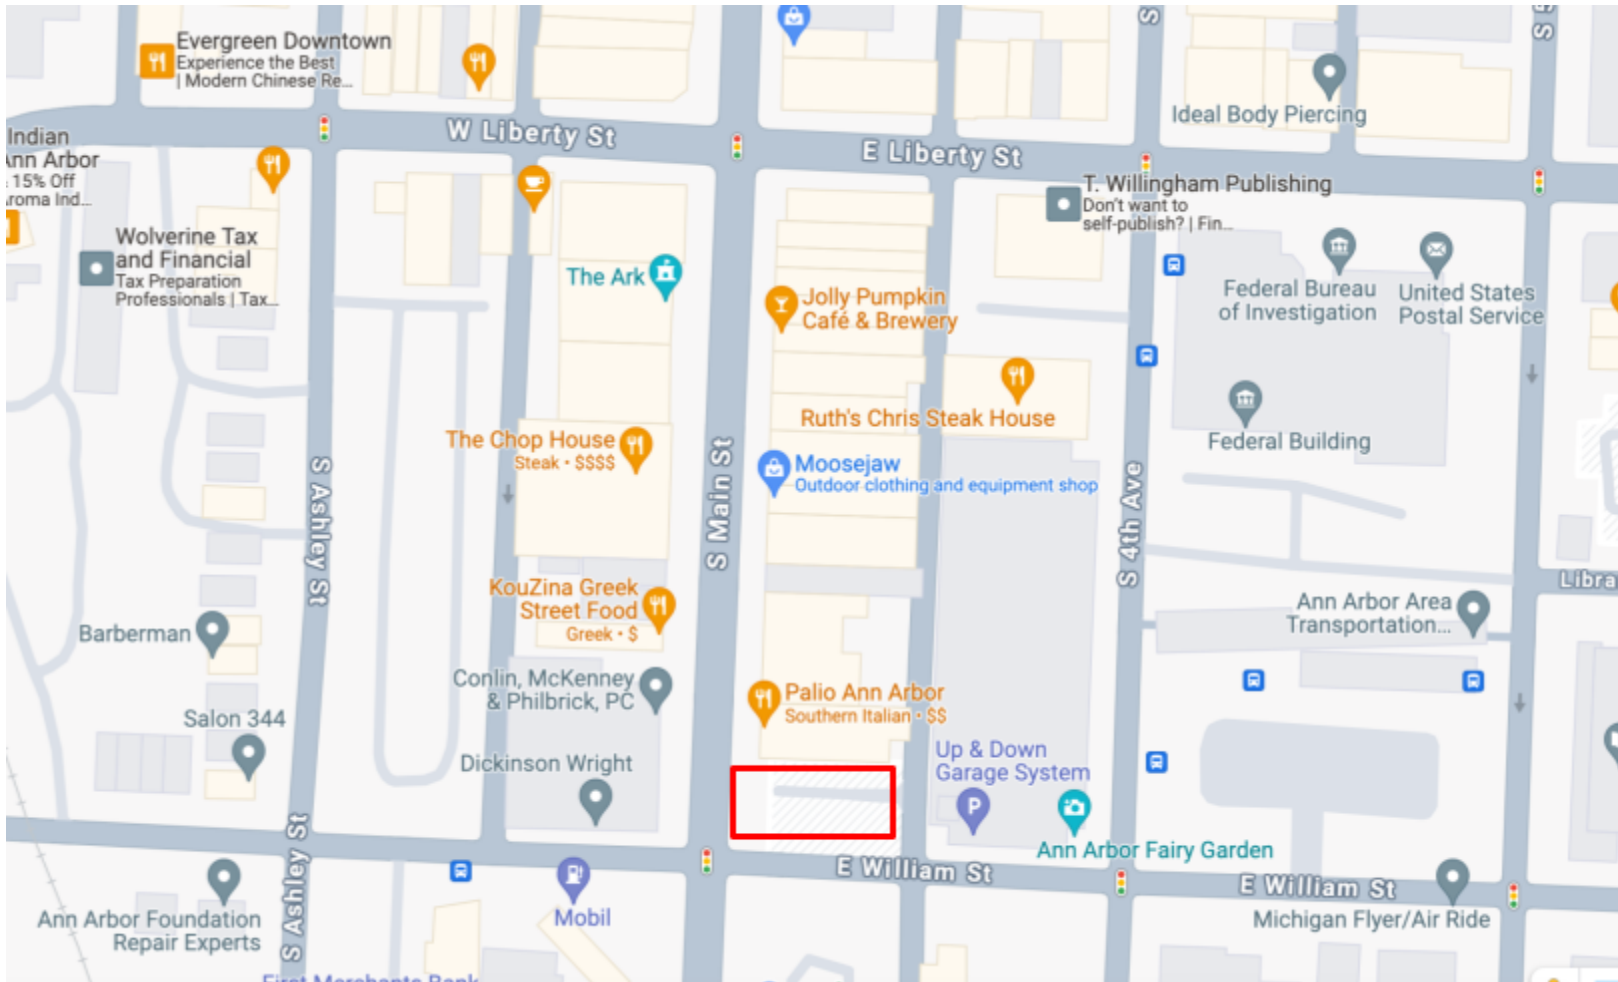 Evergreen Downtown
Experience the Best
| Modern Chinese Re...
W Liberty St
E Liberty St
S
S
Ideal Body Piercing
Indian
Ann Arbor
15% Off
roma Ind...
T. Willingham Publishing
Don't want to
self-publish? | Fin...
Wolverine Tax
and Financial
Tax Preparation
Professionals | Tax...
The Ark
Jolly Pumpkin
Café & Brewery
Federal Bureau
of Investigation
United States
Postal Service
Ruth's Chris Steak House
The Chop House
Steak • $$$$
Federal Building
Moosejaw
Outdoor clothing and equipment shop
S Ashley St
S Main St
S 4th Ave
KouZina Greek
Street Food
Greek • $
Libra
Ann Arbor Area
Transportation...
Barberman
Conlin, McKenney
& Philbrick, PC
Palio Ann Arbor
Southern Italian • $$
Salon 344
Dickinson Wright
Up & Down
Garage System
P
S Ashley St
Ann Arbor Fairy Garden
E William St
E William St
Ann Arbor Foundation
Repair Experts
Mobil
Michigan Flyer/Air Ride
First Merchants Bank